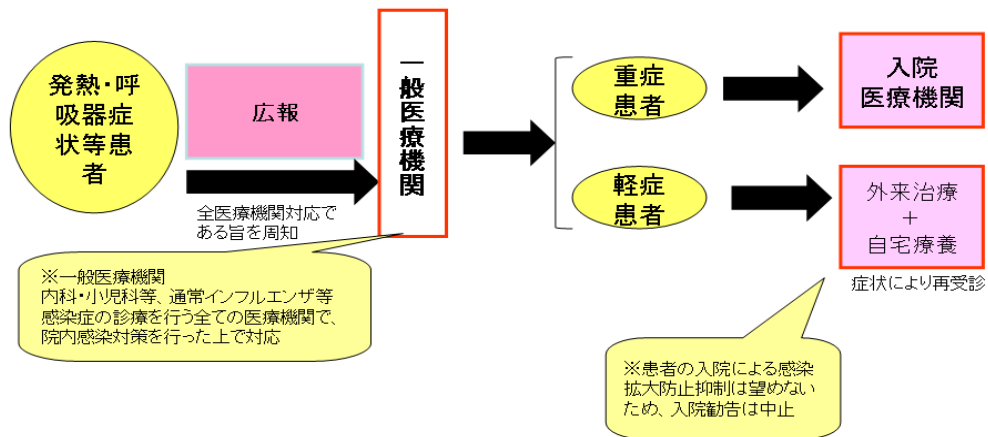 発熱・呼
吸器症
状等患
者
広報
全医療機関対応で
ある旨を周知
一般医療機関
※一般医療機関
内科・小児科等、通常インフルエンザ等
感染症の診療を行う全ての医療機関で、
院内感染対策を行った上で対応
重症
患者
入院
医療機関
軽症
患者
外来治療
+
自宅療養
症状により再受診
※患者の入院による感染
拡大防止抑制は望めない
ため、入院勧告は中止